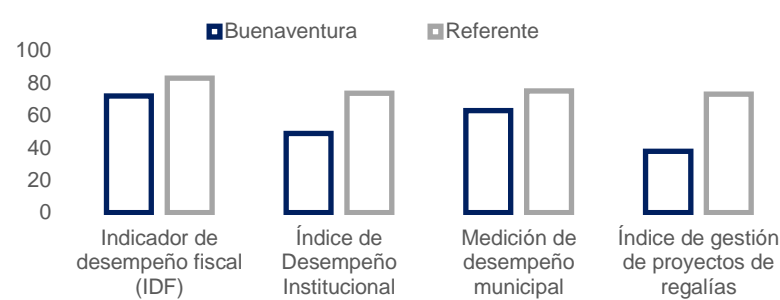 Buenaventura Referente
100
80
60
40
20
0
Indicador de
desempeño fiscal
(IDF)
Índice de
Desempeño
Institucional
Medición de
desempeño
municipal
Índice de gestión
de proyectos de
regalías